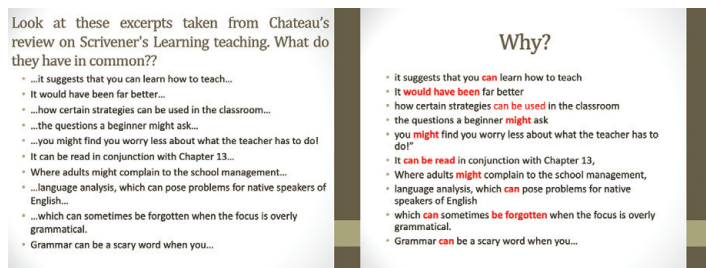 Look at these excerpts taken from Chateau's
review on Scrivener's Learning teaching. What do
they have in common??
• ...it suggests that you can learn how to teach...
• It would have been far better...
• ...how certain strategies can be used in the classroom...
• ...the questions a beginner might ask...
• ...you might find you worry less about what the teacher has to do!
• It can be read in conjunction with Chapter 13...
• Where adults might complain to the school management...
• ...language analysis, which can pose problems for native speakers of
English...
• ...which can sometimes be forgotten when the focus is overly
grammatical.
• Grammar can be a scary word when you...
Why?
• it suggests that you can learn how to teach
• It would have been far better
• how certain strategies can be used in the classroom
• the questions a beginner might ask
• you might find you worry less about what the teacher has to
do!"
• It can be read in conjunction with Chapter 13,
• Where adults might complain to the school management,
• language analysis, which can pose problems for native
speakers of English
• which can sometimes be forgotten when the focus is overly
grammatical.
• Grammar can be a scary word when you...